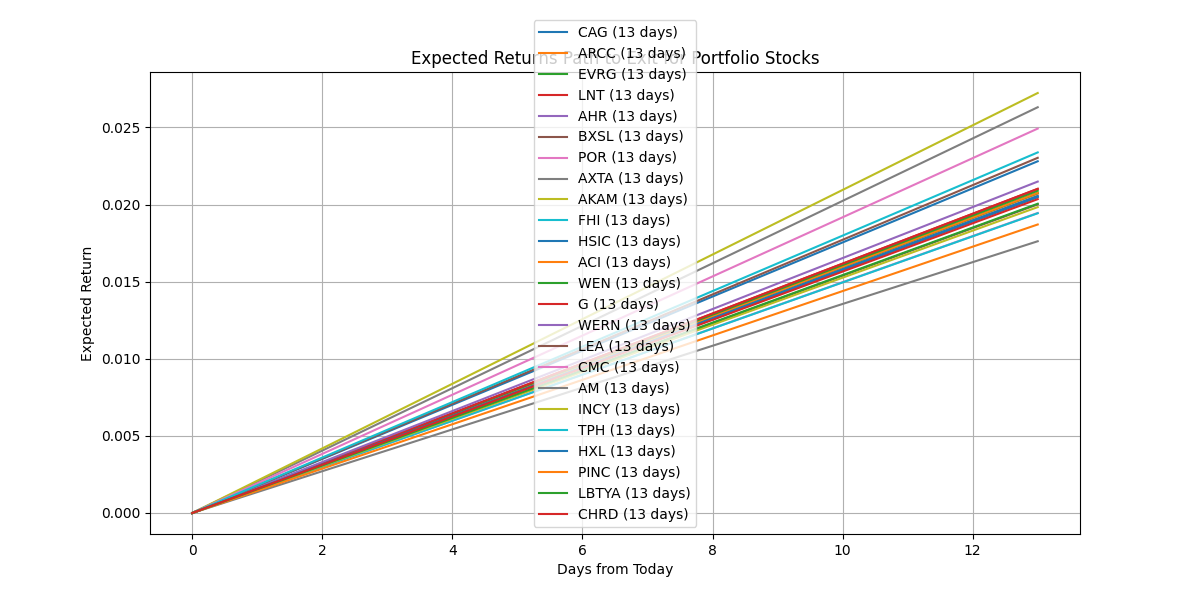 Expected Returns Path to Exit for Portfolio Stocks
CAG (13 days)
ARCC (13 days)
EVRG (13 days)
LNT (13 days)
AHR (13 days)
BXSL (13 days)
POR (13 days)
AXTA (13 days)
AKAM (13 days)
FHI (13 days)
HSIC (13 days)
ACI (13 days)
WEN (13 days)
G (13 days)
WERN (13 days)
LEA (13 days)
CMC (13 days)
AM (13 days)
INCY (13 days)
TPH (13 days)
HXL (13 days)
PINC (13 days)
LBTYA (13 days)
CHRD (13 days)
Expected Return
0.025
0.020
0.015
0.010
0.005
0.000
0 2 4 6 8 10 12
Days from Today